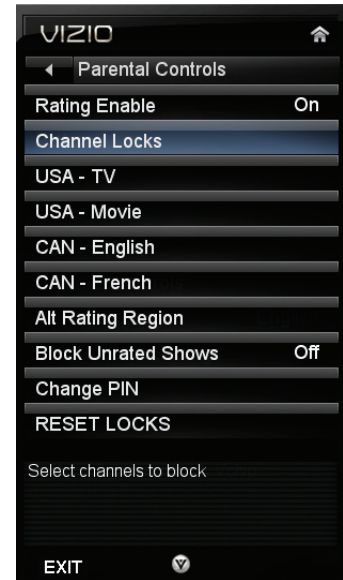 VIZIO
Parental Controls
Rating Enable On
Channel Locks
USA - TV
USA - Movie
CAN - English
CAN - French
Alt Rating Region
Block Unrated Shows Off
Change PIN
RESET LOCKS
Select channels to block
EXIT